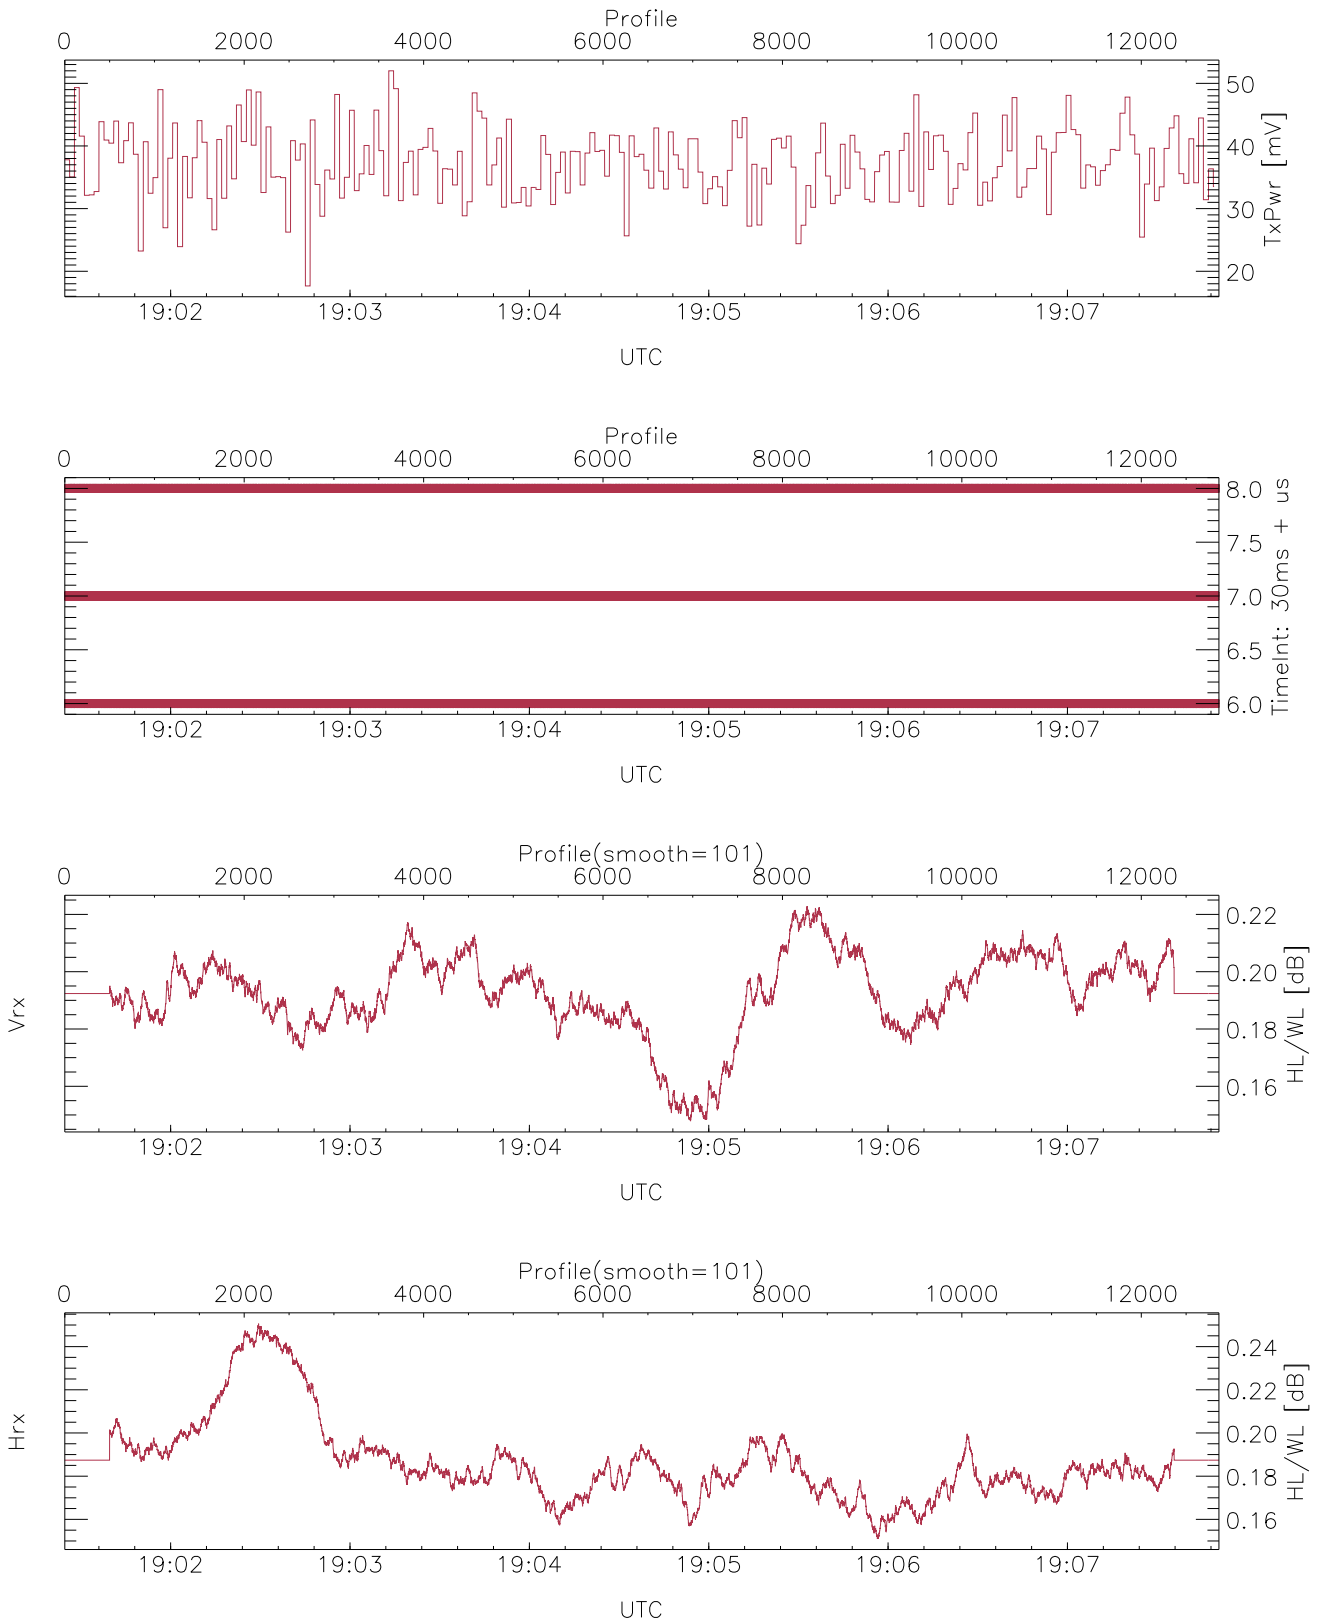 Profile
0 2000 4000 6000 8000 10000 12000
50
40
30
20
TxPwr [mV]
19:02 19:03 19:04 19:05 19:06 19:07
UTC
Profile
0 2000 4000 6000 8000 10000 12000
8.0
7.5
7.0
6.5
6.0
TimeInt: 30ms + us
19:02 19:03 19:04 19:05 19:06 19:07
UTC
Profile(smooth=101)
0 2000 4000 6000 8000 10000 12000
Vrx
0.22
0.20
0.18
0.16
HL/WL [dB]
19:02 19:03 19:04 19:05 19:06 19:07
UTC
Profile(smooth=101)
0 2000 4000 6000 8000 10000 12000
Hrx
0.24
0.22
0.20
0.18
0.16
HL/WL [dB]
19:02 19:03 19:04 19:05 19:06 19:07
UTC